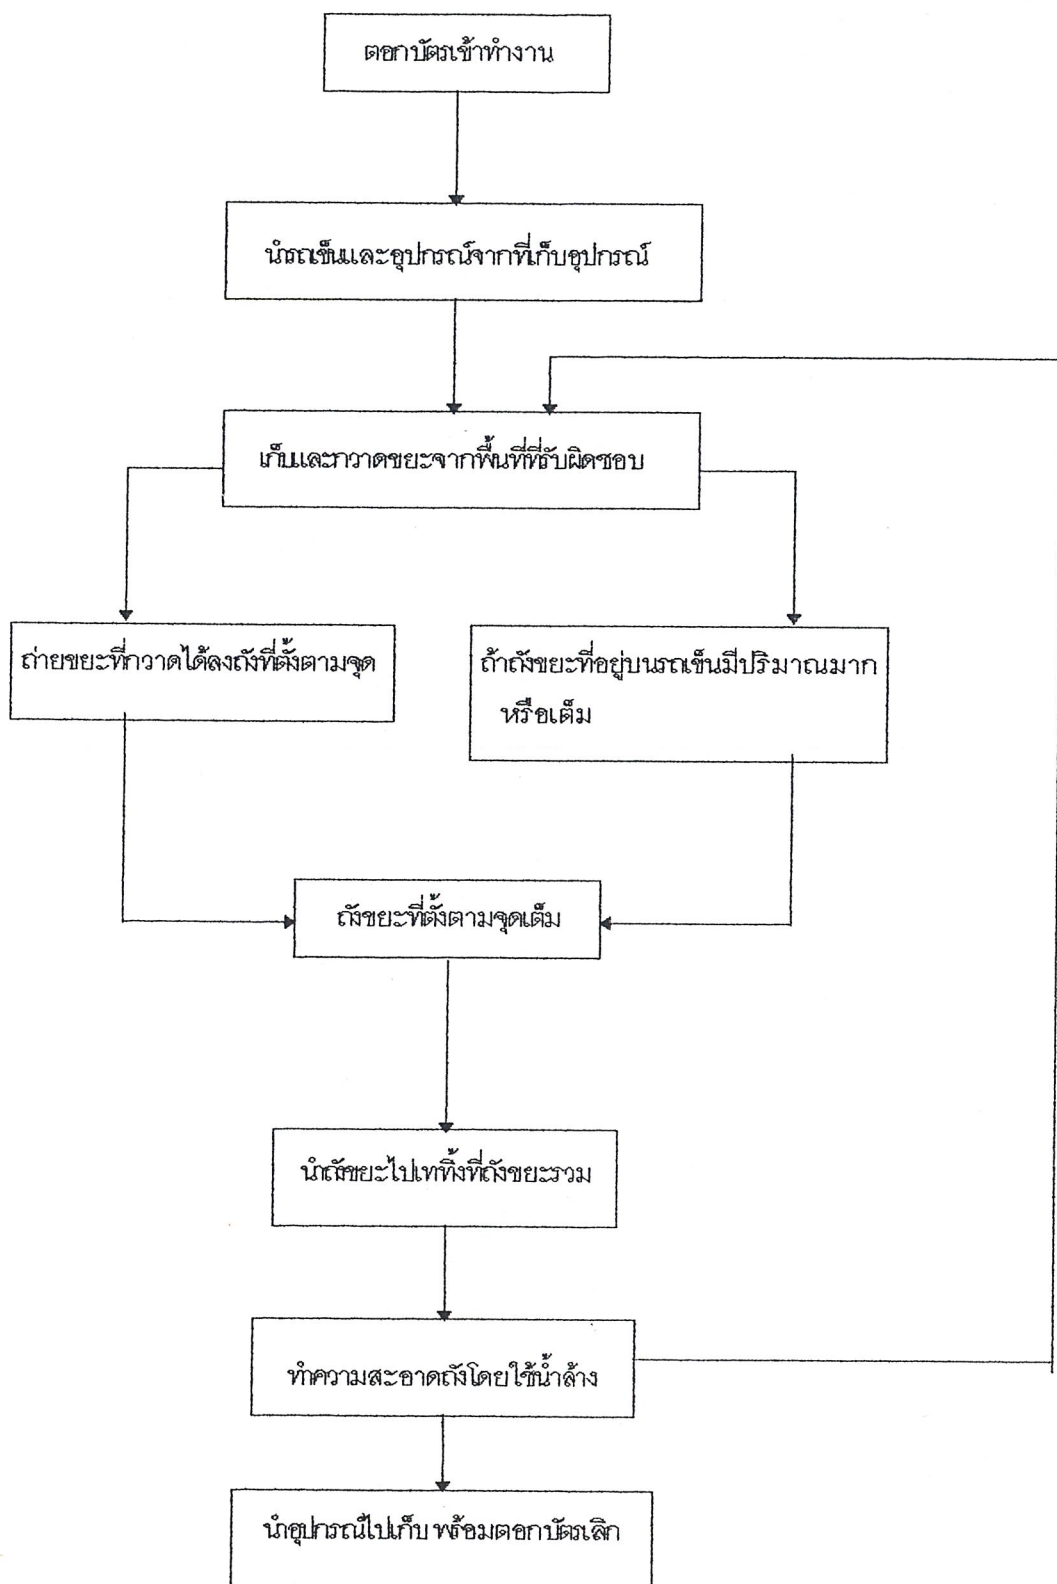 ตอกบัตรเข้าทำงาน
นำรถเข็นและอุปกรณ์จากที่เก็บอุปกรณ์
เก็บและกวาดขยะจากพื้นที่ที่รับผิดชอบ
ถ่ายขยะที่กวาดได้ลงถังที่ตั้งตามจุด
ถ้าถังขยะที่อยู่บนรถเข็นมีปริมาณมาก
หรือเต็ม
ถังขยะที่ตั้งตามจุดเต็ม
นำถังขยะไปเททิ้งที่ถังขยะรวม
ทำความสะอาดถังโดยใช้น้ำล้าง
นำอุปกรณ์ไปเก็บ พร้อมตอกบัตรเลิก